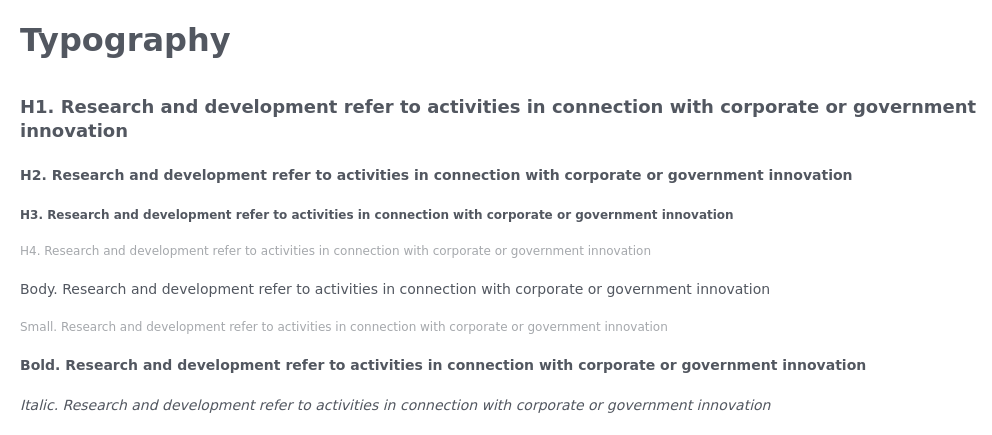 Typography
H1. Research and development refer to activities in connection with corporate or government
innovation
H2. Research and development refer to activities in connection with corporate or government innovation
H3. Research and development refer to activities in connection with corporate or government innovation
H4. Research and development refer to activities in connection with corporate or government innovation
Body. Research and development refer to activities in connection with corporate or government innovation
Small. Research and development refer to activities in connection with corporate or government innovation
Bold. Research and development refer to activities in connection with corporate or government innovation
Italic. Research and development refer to activities in connection with corporate or government innovation